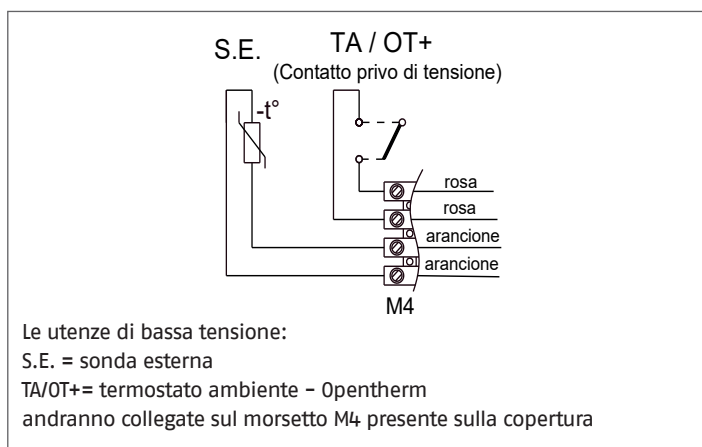 S.E.
TA / OT+
(Contatto privo di tensione)
-t°
rosa
rosa
arancione
arancione
M4
Le utenze di bassa tensione:
S.E. = sonda esterna
TA/OT+= termostato ambiente – Opentherm
andranno collegate sul morsetto M4 presente sulla copertura